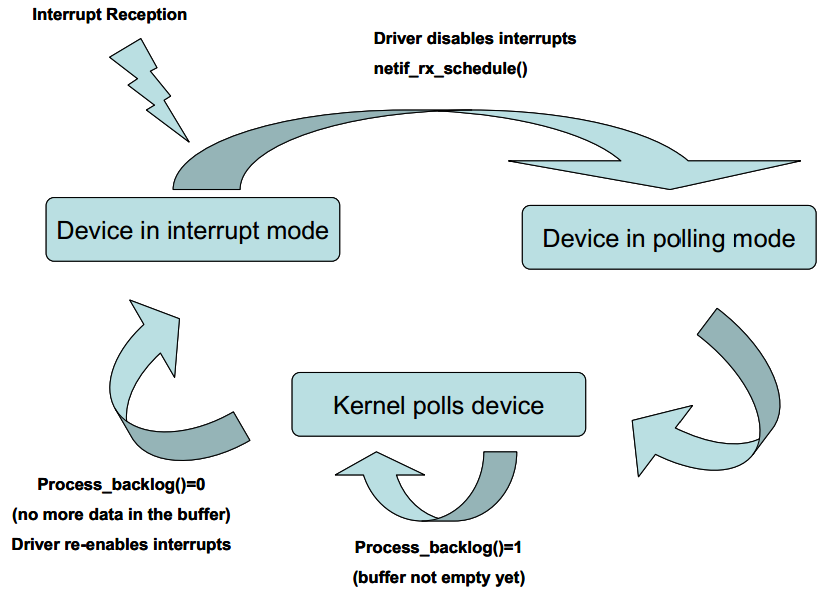 Interrupt Reception
Driver disables interrupts
netif_rx_schedule()
Device in interrupt mode
Device in polling mode
Kernel polls device
Process_backlog()=0
(no more data in the buffer)
Driver re-enables interrupts
Process_backlog()=1
(buffer not empty yet)